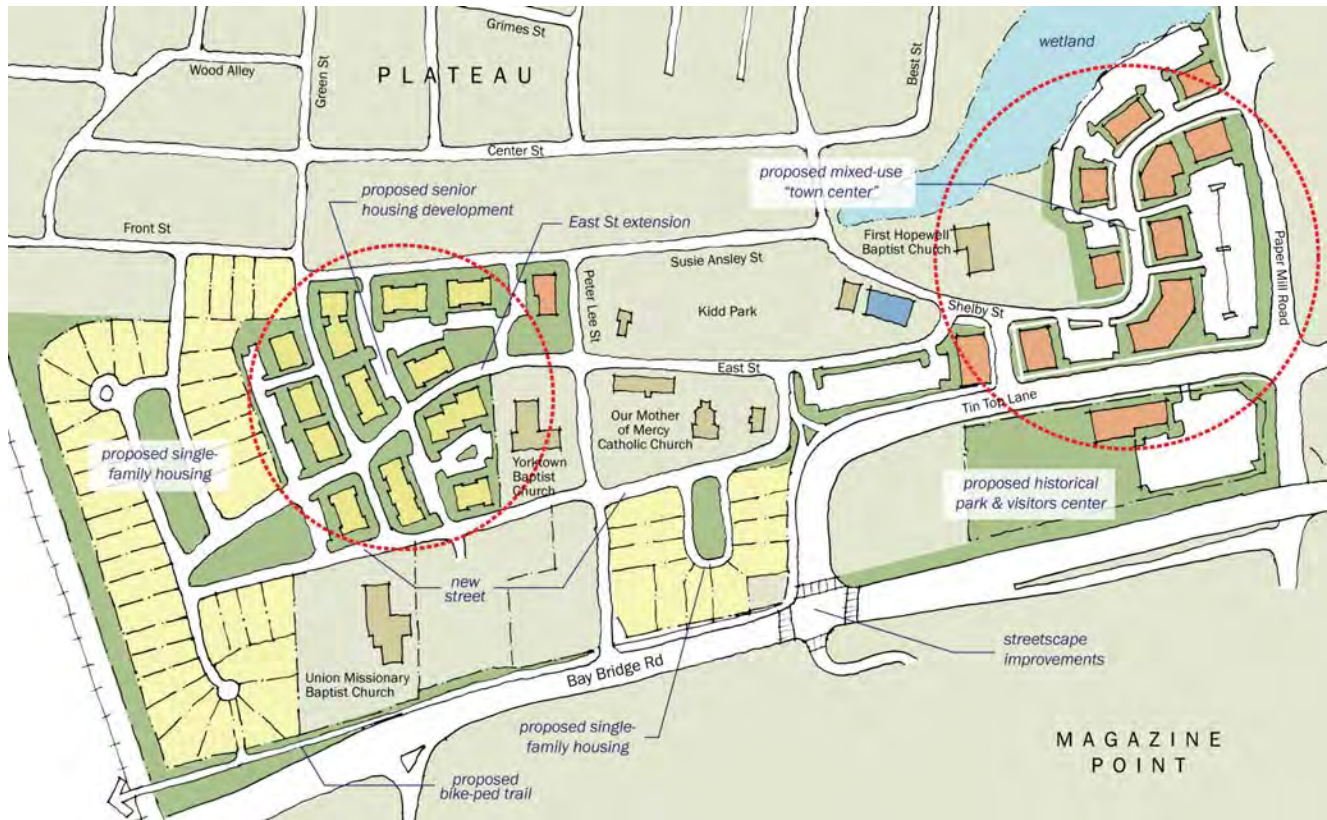 Grimes St
Wood Alley
PLATEAU
Green St
Best St
wetland
Center St
proposed senior
housing development
East St extension
proposed mixed-use
"town center"
Front St
First Hopewell
Baptist Church
Susie Ansley St
Peter Lee St
Kidd Park
Shelby St
Paper Mill Road
East St
Tin Top Lane
Our Mother
of Mercy
Catholic Church
proposed single-
family housing
Yorktown
Baptist
Church
proposed historical
park & visitors center
new
street
streetscape
improvements
Union Missionary
Baptist Church
Bay Bridge Rd
proposed single-
family housing
MAGAZINE
POINT
proposed
bike-ped trail